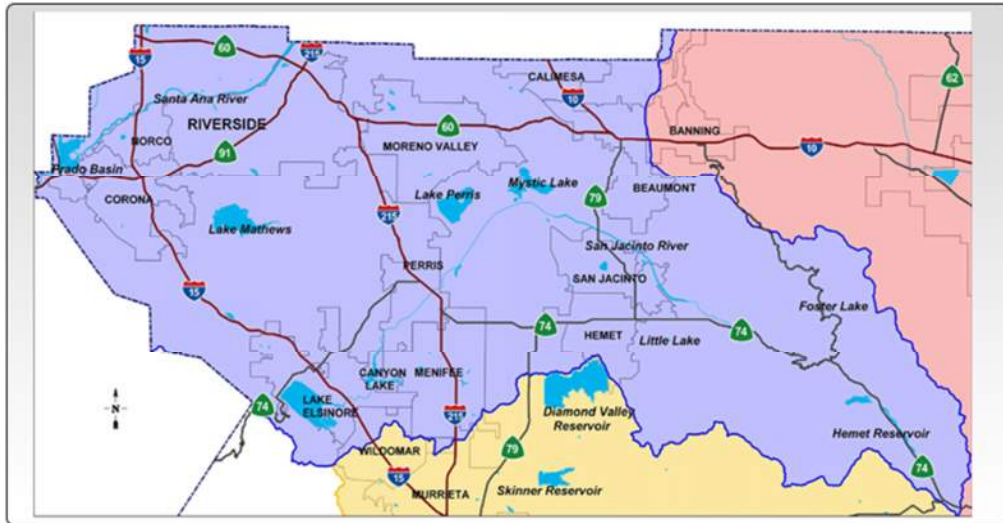 15
60
215
62
CALIMESA
10
Santa Ana River
RIVERSIDE
60
BANNING
NORCO
91
MORENO VALLEY
10
Prado Basin
Mystic Lake
BEAUMONT
CORONA
Lake Perris
79
215
Lake Mathews
San Jacinto River
PERRIS
SAN JACINTO
15
Foster Lake
74
HEMET
74
Little Lake
CANYON
LAKE
MENIFEE
N
LAKE
ELSINORE
74
215
Diamond Valley
Reservoir
Hemet Reservoir
WILDOMAR
79
74
15
Skinner Reservoir
MURRIETA